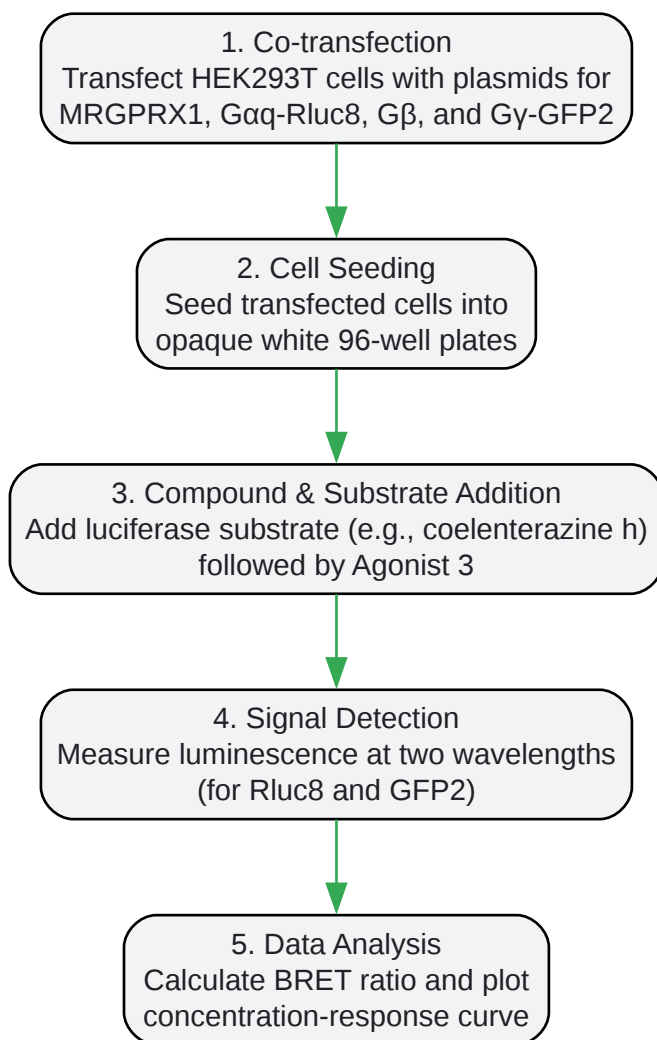 1. Co-transfection
Transfect HEK293T cells with plasmids for
MRGPRX1, Gαq-Rluc8, Gβ, and Gγ-GFP2
2. Cell Seeding
Seed transfected cells into
opaque white 96-well plates
3. Compound & Substrate Addition
Add luciferase substrate (e.g., coelenterazine h)
followed by Agonist 3
4. Signal Detection
Measure luminescence at two wavelengths
(for Rluc8 and GFP2)
5. Data Analysis
Calculate BRET ratio and plot
concentration-response curve